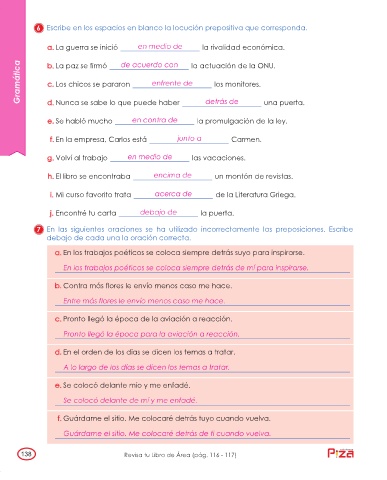 Gramática
6 Escribe en los espacios en blanco la locución prepositiva que corresponda.
a. La guerra se inició en medio de la rivalidad económica.
b. La paz se firmó de acuerdo con la actuación de la ONU.
c. Los chicos se pararon enfrente de los monitores.
d. Nunca se sabe lo que puede haber detrás de una puerta.
e. Se habló mucho en contra de la promulgación de la ley.
f. En la empresa, Carlos está junto a Carmen.
g. Volví al trabajo en medio de las vacaciones.
h. El libro se encontraba encima de un montón de revistas.
i. Mi curso favorito trata acerca de de la Literatura Griega.
j. Encontré tu carta debajo de la puerta.
7 En las siguientes oraciones se ha utilizado incorrectamente las preposiciones. Escribe
debajo de cada una la oración correcta.
a. En los trabajos poéticos se coloca siempre detrás suyo para inspirarse.
En los trabajos poéticos se coloca siempre detrás de mí para inspirarse.
b. Contra más flores le envío menos caso me hace.
Entre más flores le envío menos caso me hace.
c. Pronto llegó la época de la aviación a reacción.
Pronto llegó la época para la aviación a reacción.
d. En el orden de los días se dicen los temas a tratar.
A lo largo de los días se dicen los temas a tratar.
e. Se colocó delante mío y me enfadé.
Se colocó delante de mí y me enfadé.
f. Guárdame el sitio. Me colocaré detrás tuyo cuando vuelva.
Guárdame el sitio. Me colocaré detrás de ti cuando vuelva.
138
Revisa tu Libro de Área (pág. 116 - 117)